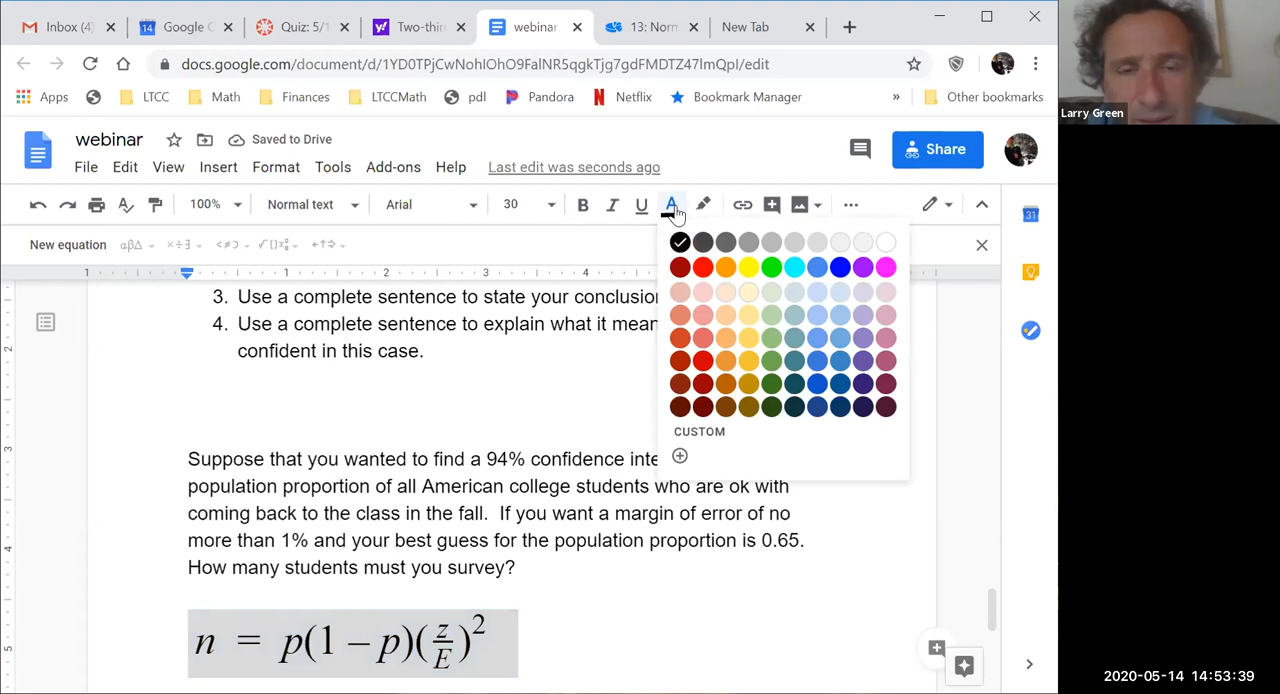 Inbox (4)
Google C
Quiz: 5/1
Two-thir
webinar
13: Norm
New Tab
docs.google.com/document/d/1YD0TPjCwNohIOhO9FalNR5qgkTjg7gdFMDTZ47ImQpI/edit
Apps
LTCC
Math
Finances
LTCCMath
pdl
Pandora
Netflix
Bookmark Manager
»
Other bookmarks
Larry Green
webinar
Saved to Drive
Share
File Edit View Insert Format Tools Add-ons Help
Last edit was seconds ago
100%
Normal text
Arial
30
B I U A
New equation
αβΔ
×÷∃
<≠>
3. Use a complete sentence to state your conclusion
4. Use a complete sentence to explain what it mean
confident in this case.
CUSTOM
Suppose that you wanted to find a 94% confidence inte
population proportion of all American college students who are ok with
coming back to the class in the fall. If you want a margin of error of no
more than 1% and your best guess for the population proportion is 0.65.
How many students must you survey?
n = p(1 − p)(z/E)²
2020-05-14 14:53:39